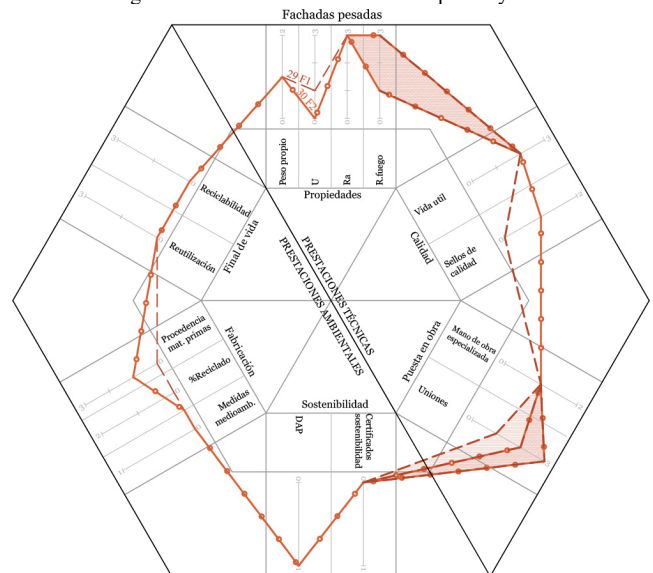 Fachadas pesadas
29 F1
30 F2
Peso propio
U
Ra
R.fuego
Propiedades
Reciclabilidad
Reutilización
Final de vida
Vida util
Sellos de
calidad
Calidad
PRESTACIONES TÉCNICAS
PRESTACIONES AMBIENTALES
Procedencia
mat. primas
%Reciclado
Medidas
medioamb.
Fabricación
Puesta en obra
Mano de obra
especializada
Uniones
Sostenibilidad
DAP
Certificados
sostenibilidad